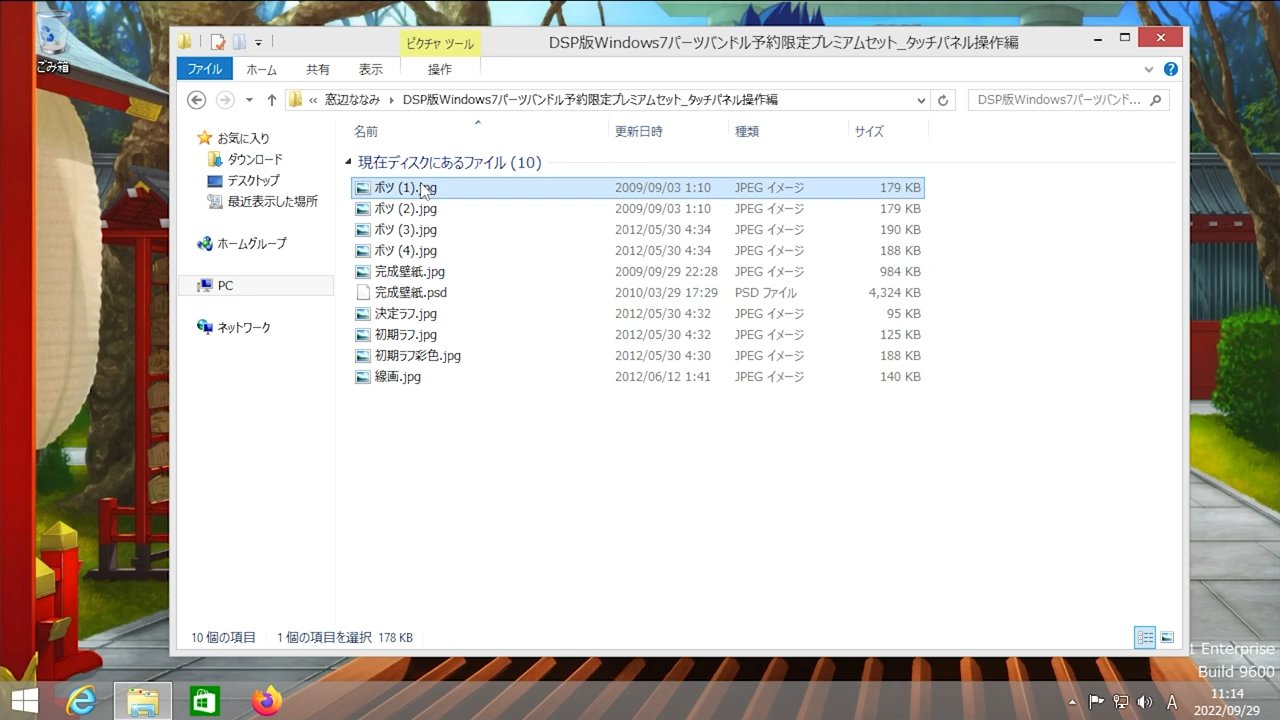 ごみ箱
ピクチャ ツール
DSP版Windows7パーツバンドル予約限定プレミアムセット_タッチパネル操作編
ファイル
ホーム
共有
表示
操作
«
窓辺ななみ
DSP版Windows7パーツバンドル予約限定プレミアムセット_タッチパネル操作編
DSP版Windows7パーツバンド...
お気に入り
ダウンロード
デスクトップ
最近表示した場所
ホームグループ
PC
ネットワーク
名前 更新日時 種類 サイズ
現在ディスクにあるファイル (10)
ボツ (1).jpg 2009/09/03 1:10 JPEG イメージ 179 KB
ボツ (2).jpg 2009/09/03 1:10 JPEG イメージ 179 KB
ボツ (3).jpg 2012/05/30 4:34 JPEG イメージ 190 KB
ボツ (4).jpg 2012/05/30 4:34 JPEG イメージ 188 KB
完成壁紙.jpg 2009/09/29 22:28 JPEG イメージ 984 KB
完成壁紙.psd 2010/03/29 17:29 PSD ファイル 4,324 KB
決定ラフ.jpg 2012/05/30 4:32 JPEG イメージ 95 KB
初期ラフ.jpg 2012/05/30 4:32 JPEG イメージ 125 KB
初期ラフ彩色.jpg 2012/05/30 4:30 JPEG イメージ 188 KB
線画.jpg 2012/06/12 1:41 JPEG イメージ 140 KB
10 個の項目 1 個の項目を選択 178 KB
1 Enterprise
Build 9600
A
11:14
2022/09/29